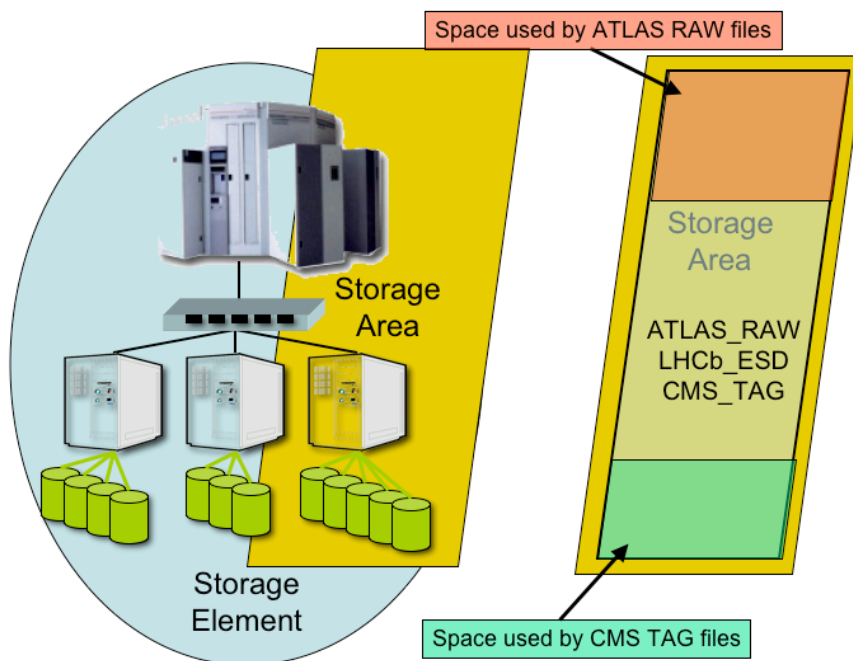 Space used by ATLAS RAW files
Storage
Area
Storage
Area
ATLAS_RAW
LHCb_ESD
CMS_TAG
Storage
Element
Space used by CMS TAG files